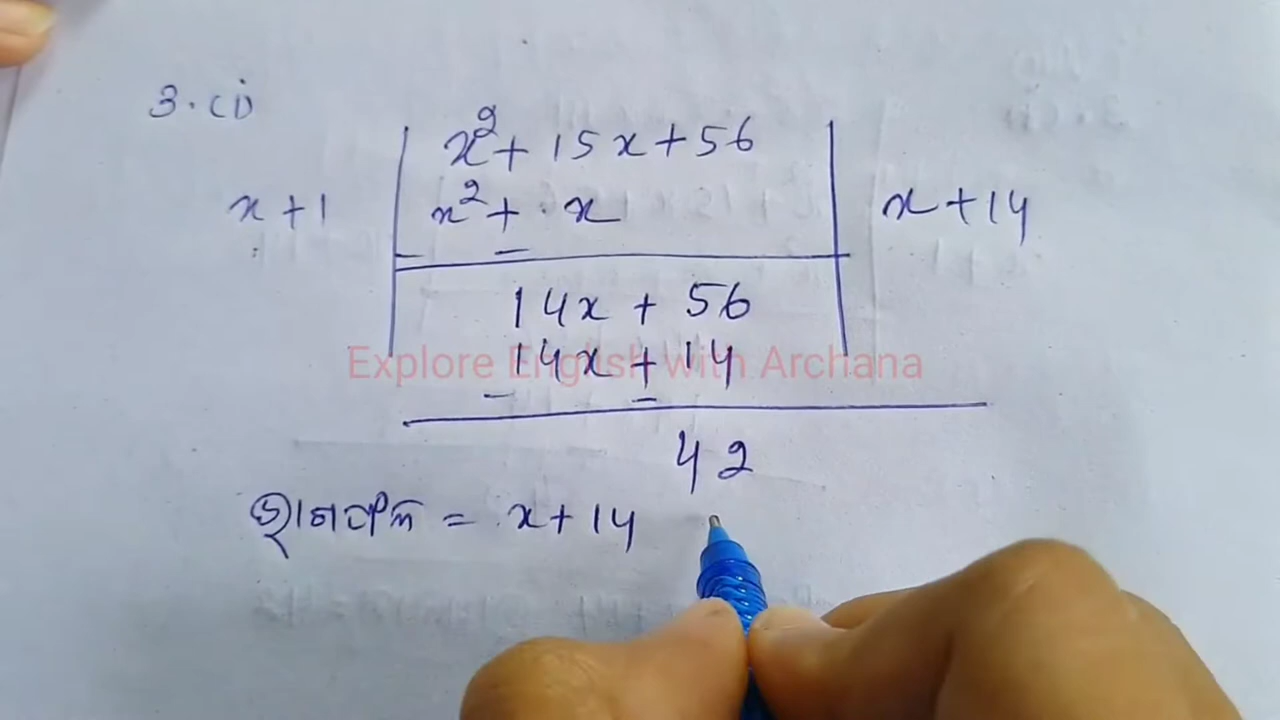 3.(i)
x² + 15x + 56
x + 1
x² + x
x + 14
14x + 56
14x + 14
Explore English with Archana
42
ଭାଗଫଳ = x + 14